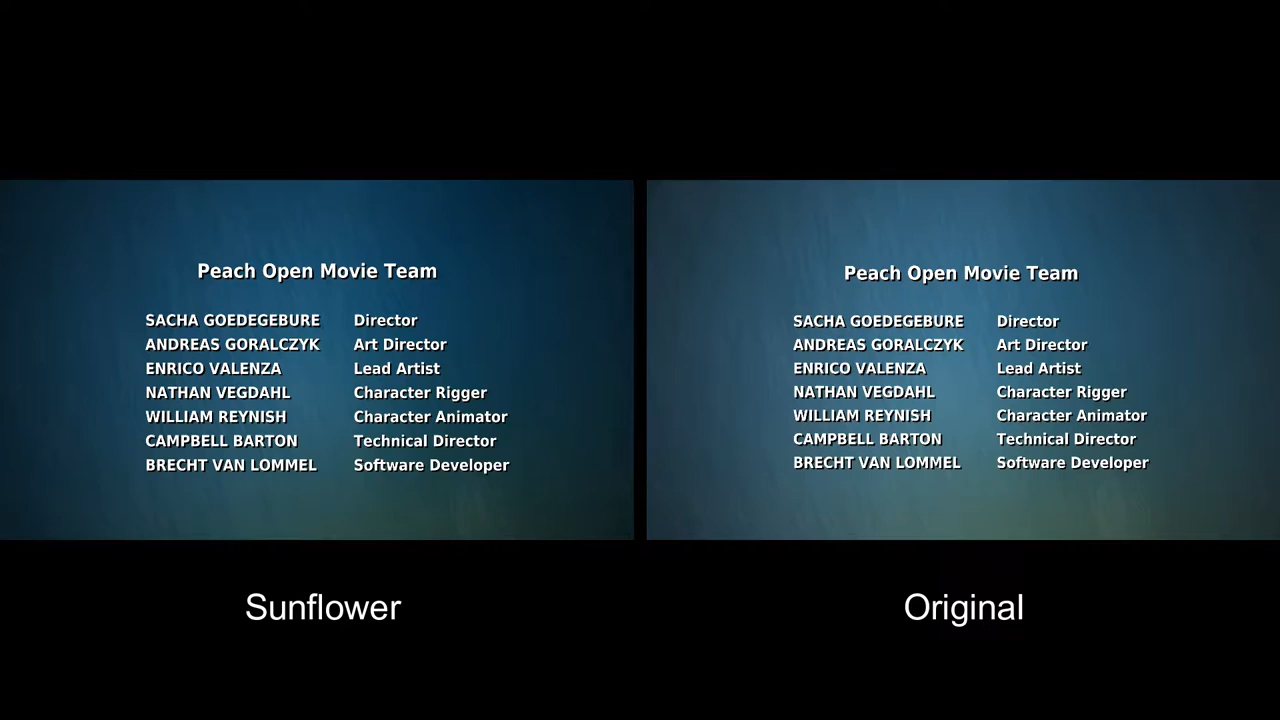 Peach Open Movie Team
SACHA GOEDEGEBURE Director
ANDREAS GORALCZYK Art Director
ENRICO VALENZA Lead Artist
NATHAN VEGDAHL Character Rigger
WILLIAM REYNISH Character Animator
CAMPBELL BARTON Technical Director
BRECHT VAN LOMMEL Software Developer
Sunflower
Peach Open Movie Team
SACHA GOEDEGEBURE Director
ANDREAS GORALCZYK Art Director
ENRICO VALENZA Lead Artist
NATHAN VEGDAHL Character Rigger
WILLIAM REYNISH Character Animator
CAMPBELL BARTON Technical Director
BRECHT VAN LOMMEL Software Developer
Original